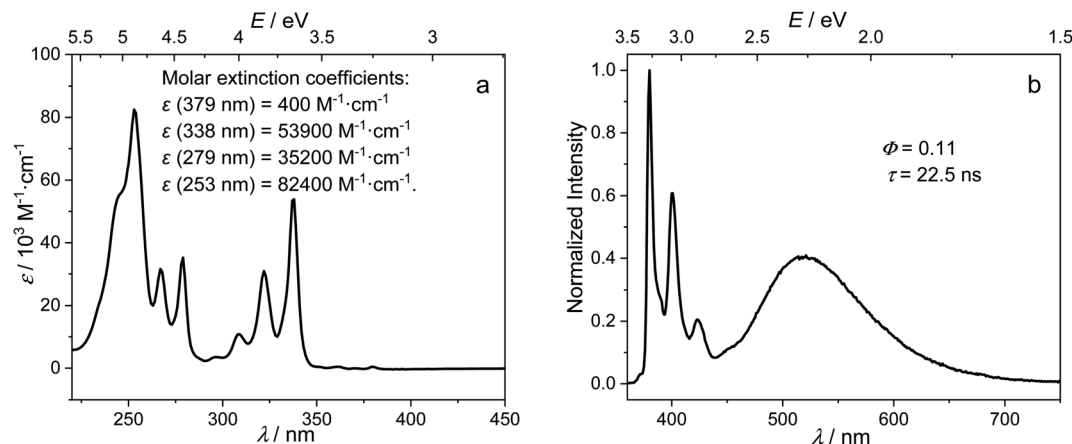 E / eV
5.5 5 4.5 4 3.5 3
100
80
60
40
20
0
ε / 10³ M⁻¹·cm⁻¹
Molar extinction coefficients:
ε (379 nm) = 400 M⁻¹·cm⁻¹
ε (338 nm) = 53900 M⁻¹·cm⁻¹
ε (279 nm) = 35200 M⁻¹·cm⁻¹
ε (253 nm) = 82400 M⁻¹·cm⁻¹.
a
250 300 350 400 450
λ / nm
E / eV
3.5 3.0 2.5 2.0 1.5
1.0
0.8
0.6
0.4
0.2
0.0
Normalized Intensity
b
Φ = 0.11
τ = 22.5 ns
400 500 600 700
λ / nm